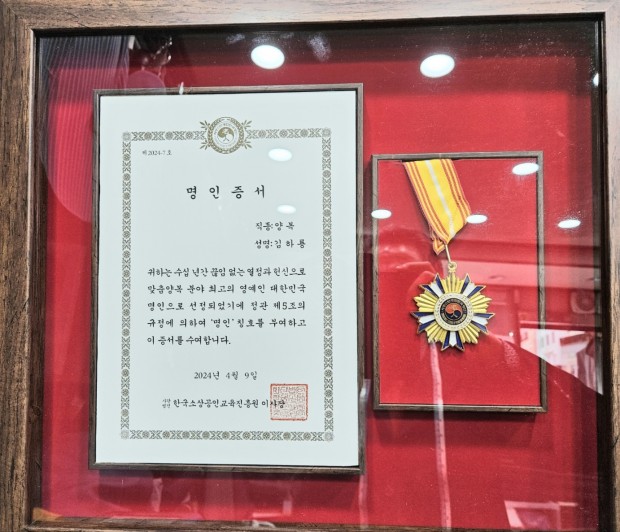 제2024-7호
명인증서
직종:양복
성명:김하룡
귀하는 수십 년간 끊임 없는 열정과 헌신으로
맞춤양복 분야 최고의 영예인 대한민국
명인으로 선정되었기에 정관 제5조의
규정에 의하여 '명인' 칭호를 부여하고
이 증서를 수여합니다.
2024년 4월 9일
사단법인 한국소상공인교육진흥원 이사장